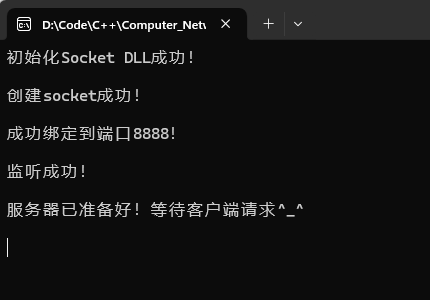 D:\Code\C++\Computer_Net
初始化Socket DLL成功!
创建socket成功!
成功绑定到端口8888!
监听成功!
服务器已准备好! 等待客户端请求^_^